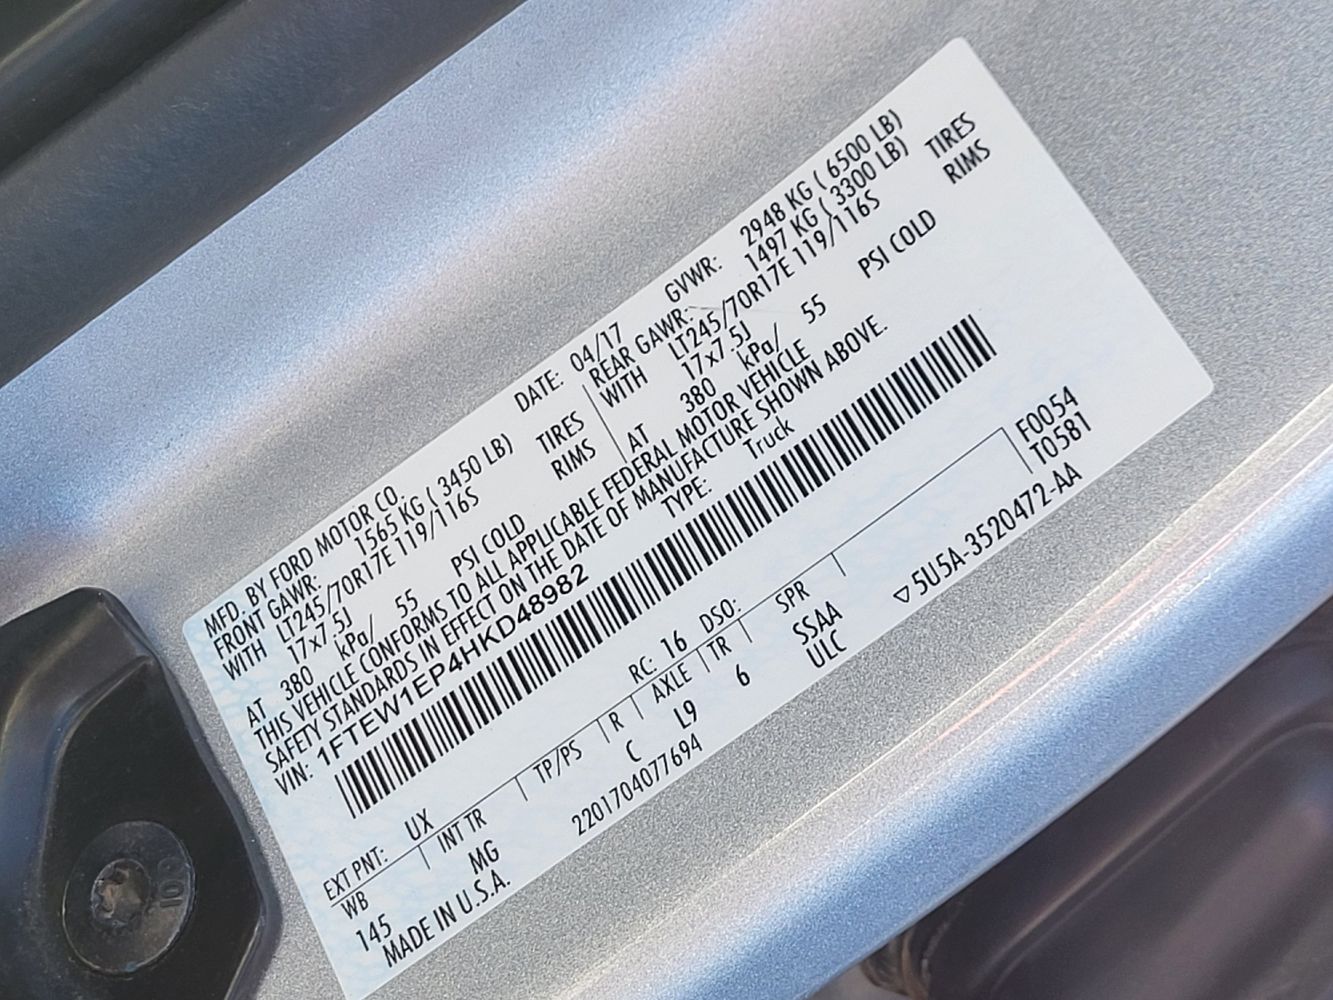 MFD. BY FORD MOTOR CO. DATE: 04/17 GVWR: 2948 KG ( 6500 LB)
FRONT GAWR: 1565 KG ( 3450 LB) REAR GAWR: 1497 KG ( 3300 LB)
WITH LT245/70R17E 119/116S TIRES WITH LT245/70R17E 119/116S TIRES
17x7.5J RIMS 17x7.5J RIMS
AT 380 kPa/ 55 PSI COLD AT 380 kPa/ 55 PSI COLD
THIS VEHICLE CONFORMS TO ALL APPLICABLE FEDERAL MOTOR VEHICLE
SAFETY STANDARDS IN EFFECT ON THE DATE OF MANUFACTURE SHOWN ABOVE.
VIN: 1FTEW1EP4HKD48982 TYPE: Truck
F0054
T0581
EXT PNT: UX RC: 16 DSO:
WB INT TR TP/PS R AXLE TR SPR
145 MG C L9 6 SSAA
ULC ▽5U5A-3520472-AA
MADE IN U.S.A. 2201704077694